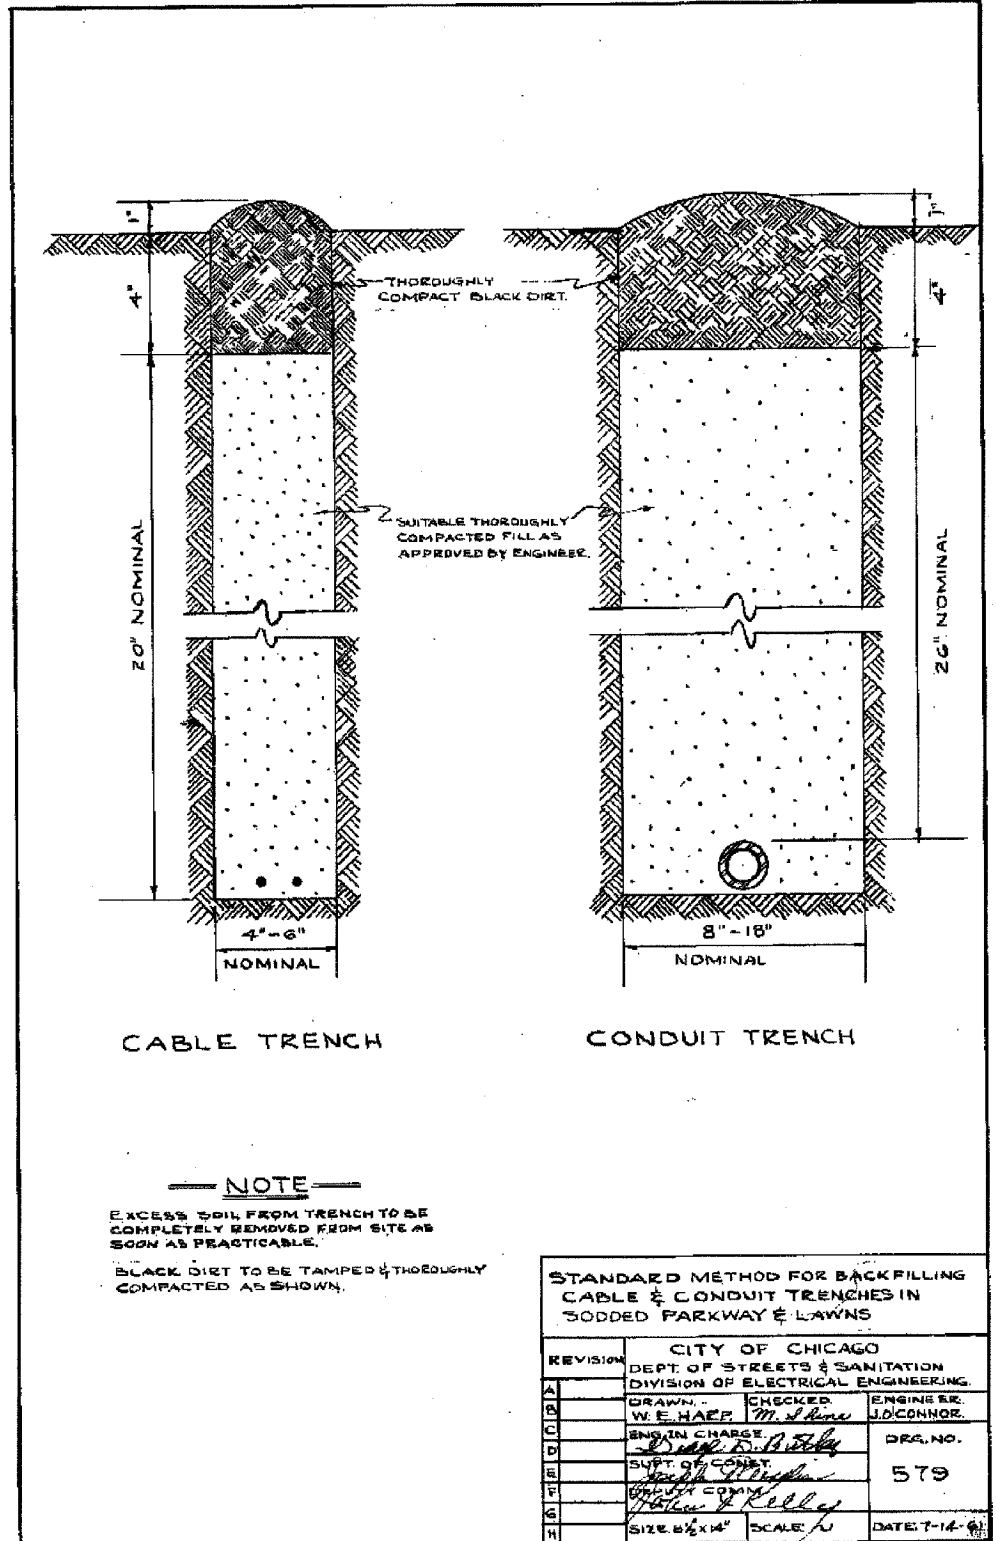 1"
4"
20" NOMINAL
THOROUGHLY
COMPACT BLACK DIRT.
SUITABLE THOROUGHLY
COMPACTED FILL AS
APPROVED BY ENGINEER.
1"
4"
26" NOMINAL
4"-6"
NOMINAL
8"-18"
NOMINAL
CABLE TRENCH
CONDUIT TRENCH
NOTE
EXCESS SOIL FROM TRENCH TO BE
COMPLETELY REMOVED FROM SITE AS
SOON AS PRACTICABLE.
BLACK DIRT TO BE TAMPED & THOROUGHLY
COMPACTED AS SHOWN.
STANDARD METHOD FOR BACKFILLING
CABLE & CONDUIT TRENCHES IN
SODDED PARKWAY & LAWNS
REVISION
A
B
C
D
E
F
G
H
CITY OF CHICAGO
DEPT. OF STREETS & SANITATION
DIVISION OF ELECTRICAL ENGINEERING.
DRAWN.-
W. E. HARP.
CHECKED.
M.
ENGINEER.
J.O'CONNOR.
ENG. IN CHARGE.
SUPT. OF CONST.
Joseph
DEPUTY COMM.
John J Kelly
DRG. NO.
579
SIZE 8½ X 14"
SCALE
DATE: 7-14-61